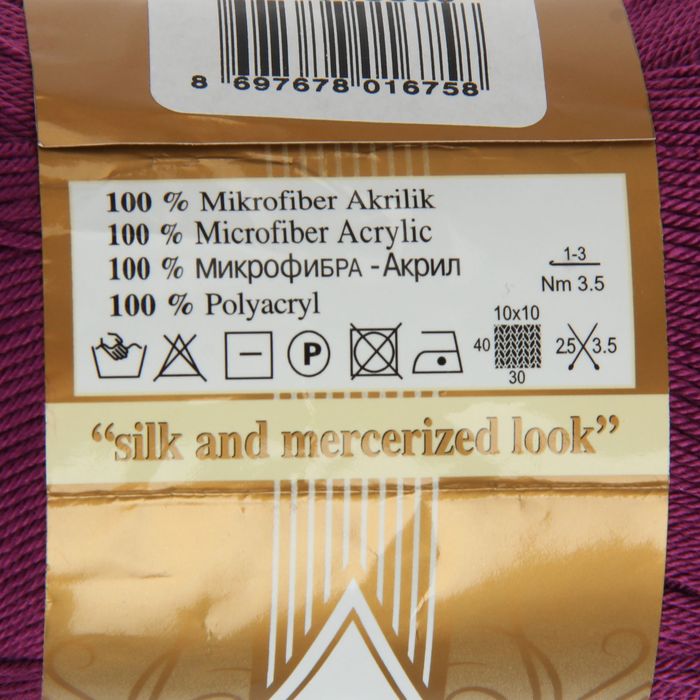 8 697678 016758
100 % Mikrofiber Akrilik
100 % Microfiber Acrylic
100 % МИКРОФИБРА -Акрил
100 % Polyacryl
1-3
Nm 3.5
P
10x10
40
30
2.5 3.5
“silk and mercerized look”